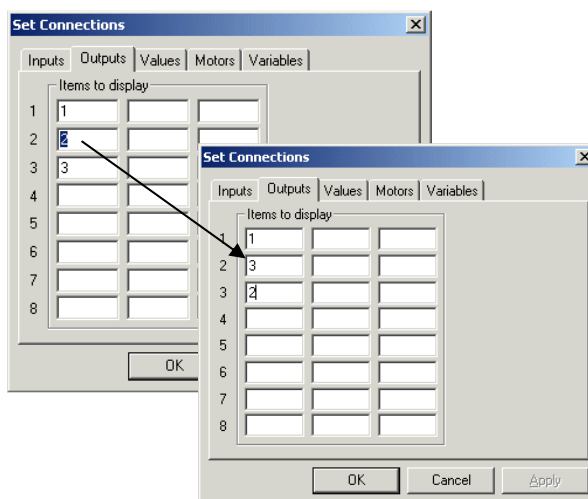 Set Connections
Inputs Outputs Values Motors Variables
Items to display
1 1
2 2
3 3
4
5
6
7
8
OK
Set Connections
Inputs Outputs Values Motors Variables
Items to display
1 1
2 3
3 2
4
5
6
7
8
OK Cancel Apply